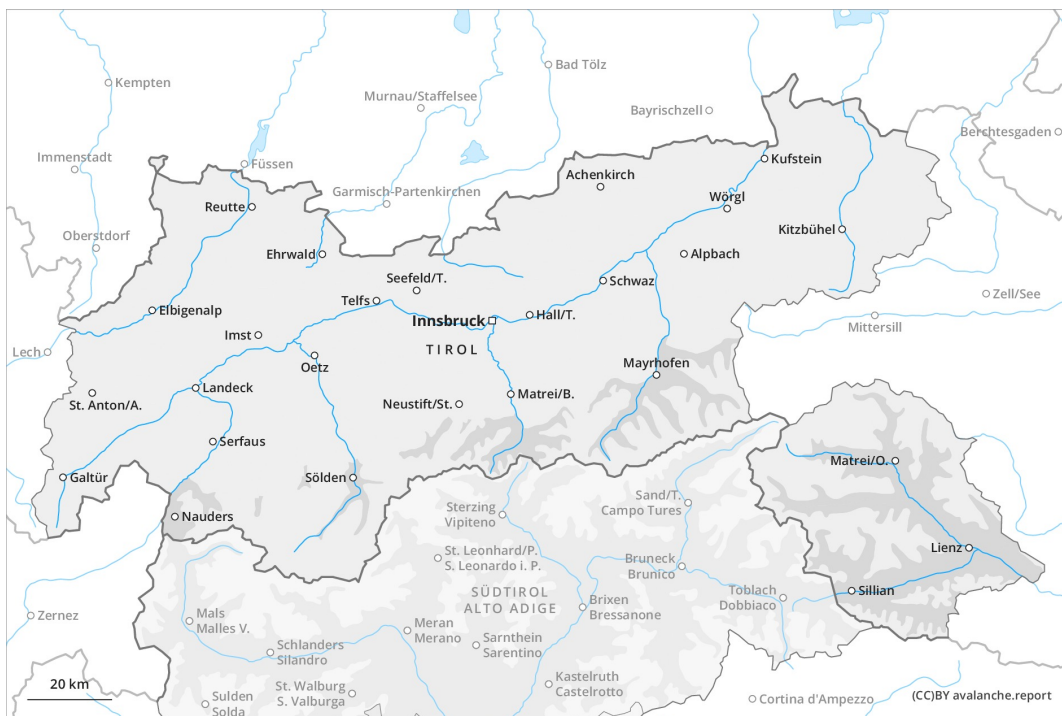 Kempten
Bad Tölz
Murnau/Staffelsee
Bayrischzell
Berchtesgaden
Immenstadt
Füssen
Kufstein
Achenkirch
Garmisch-Partenkirchen
Reutte
Wörgl
Oberstdorf
Kitzbühel
Ehrwald
Alpbach
Seefeld/T.
Schwaz
Telfs
Zell/See
Elbigenalp
Innsbruck
Hall/T.
Mittersill
Imst
TIROL
Lech
Oetz
Mayrhofen
Landeck
St. Anton/A.
Neustift/St.
Matrei/B.
Serfaus
Matrei/O.
Galtür
Sölden
Sand/T.
Campo Tures
Sterzing
Vipiteno
Nauders
Lienz
St. Leonhard/P.
S. Leonardo i. P.
Bruneck
Brunico
SÜDTIROL
ALTO ADIGE
Sillian
Toblach
Dobbiaco
Brixen
Bressanone
Zernez
Mals
Malles V.
Meran
Merano
Sarnthein
Sarentino
Schlanders
Silandro
Kastelruth
Castelrotto
20 km
St. Walburg
S. Valburga
Sulden
Solda
Cortina d'Ampezzo
(CC)BY avalanche.report